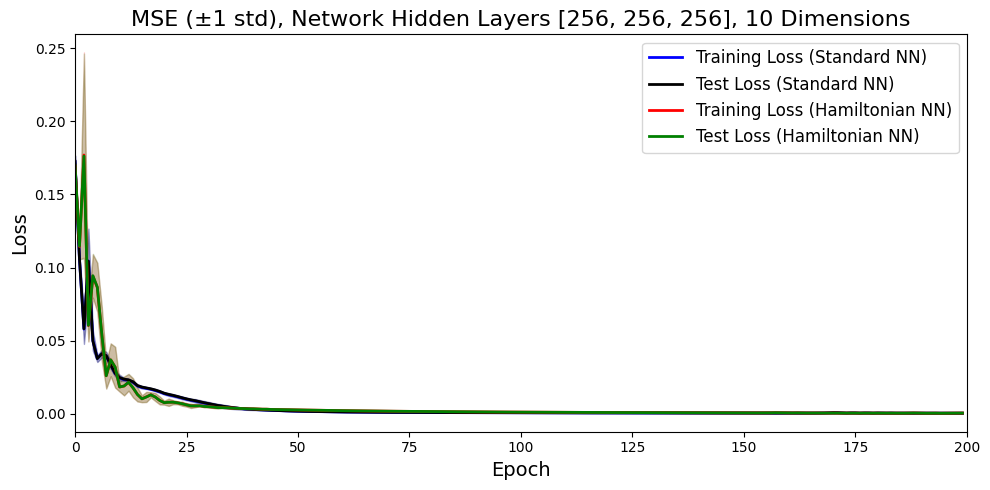 MSE (±1 std), Network Hidden Layers [256, 256, 256], 10 Dimensions
Training Loss (Standard NN)
Test Loss (Standard NN)
Training Loss (Hamiltonian NN)
Test Loss (Hamiltonian NN)
0.25
0.20
0.15
0.10
0.05
0.00
Loss
0 25 50 75 100 125 150 175 200
Epoch